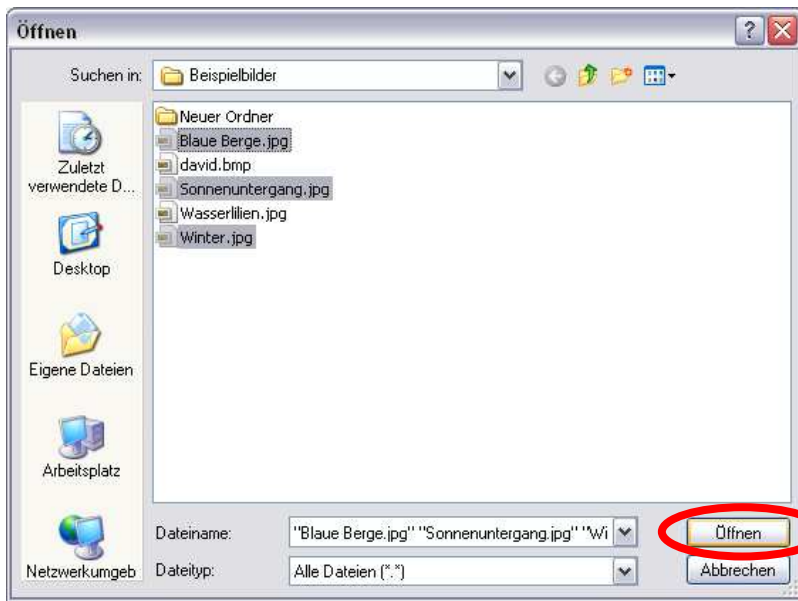 Öffnen
Suchen in: Beispielbilder
Neuer Ordner
Blaue Berge.jpg
david.bmp
Sonnenuntergang.jpg
Wasserlilien.jpg
Winter.jpg
Zuletzt
verwendete D...
Desktop
Eigene Dateien
Arbeitsplatz
Netzwerkumgeb
Dateiname: "Blaue Berge.jpg" "Sonnenuntergang.jpg" "Wi Öffnen
Dateityp: Alle Dateien (*.*) Abbrechen